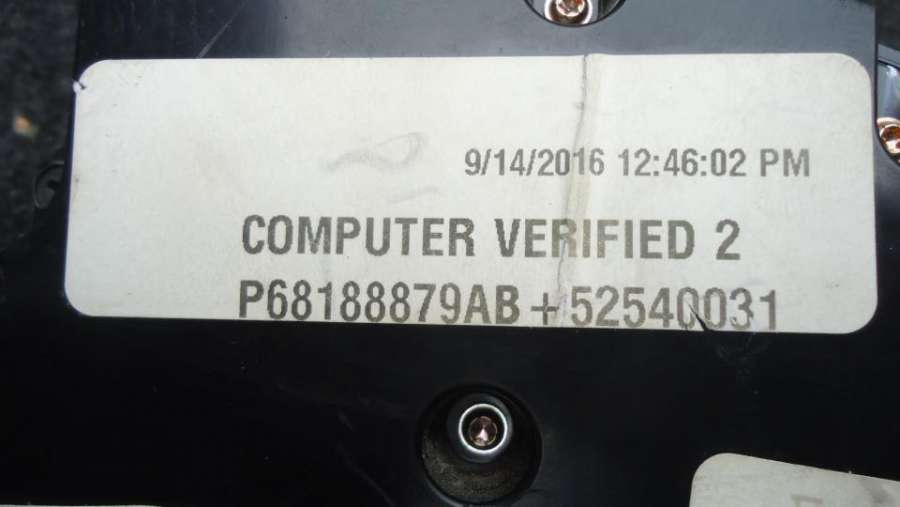 9/14/2016 12:46:02 PM
COMPUTER VERIFIED 2
P68188879AB+52540031